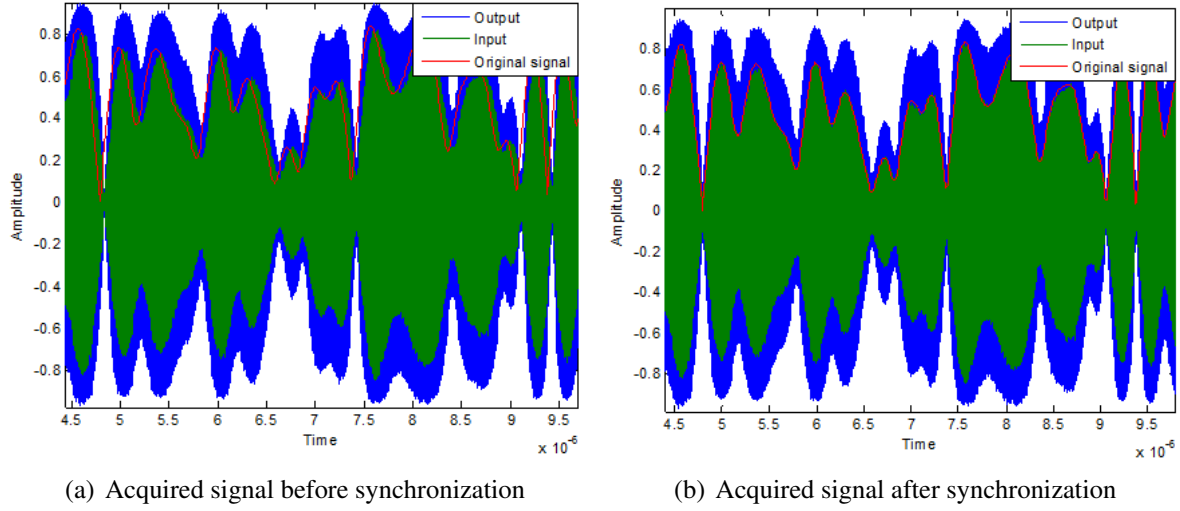 Output
Input
Original signal
0.8
0.6
0.4
0.2
0
-0.2
-0.4
-0.6
-0.8
Amplitude
4.5 5 5.5 6 6.5 7 7.5 8 8.5 9 9.5
Time
x 10^-6
(a) Acquired signal before synchronization
Output
Input
Original signal
0.8
0.6
0.4
0.2
0
-0.2
-0.4
-0.6
-0.8
Amplitude
4.5 5 5.5 6 6.5 7 7.5 8 8.5 9 9.5
Time
x 10^-6
(b) Acquired signal after synchronization